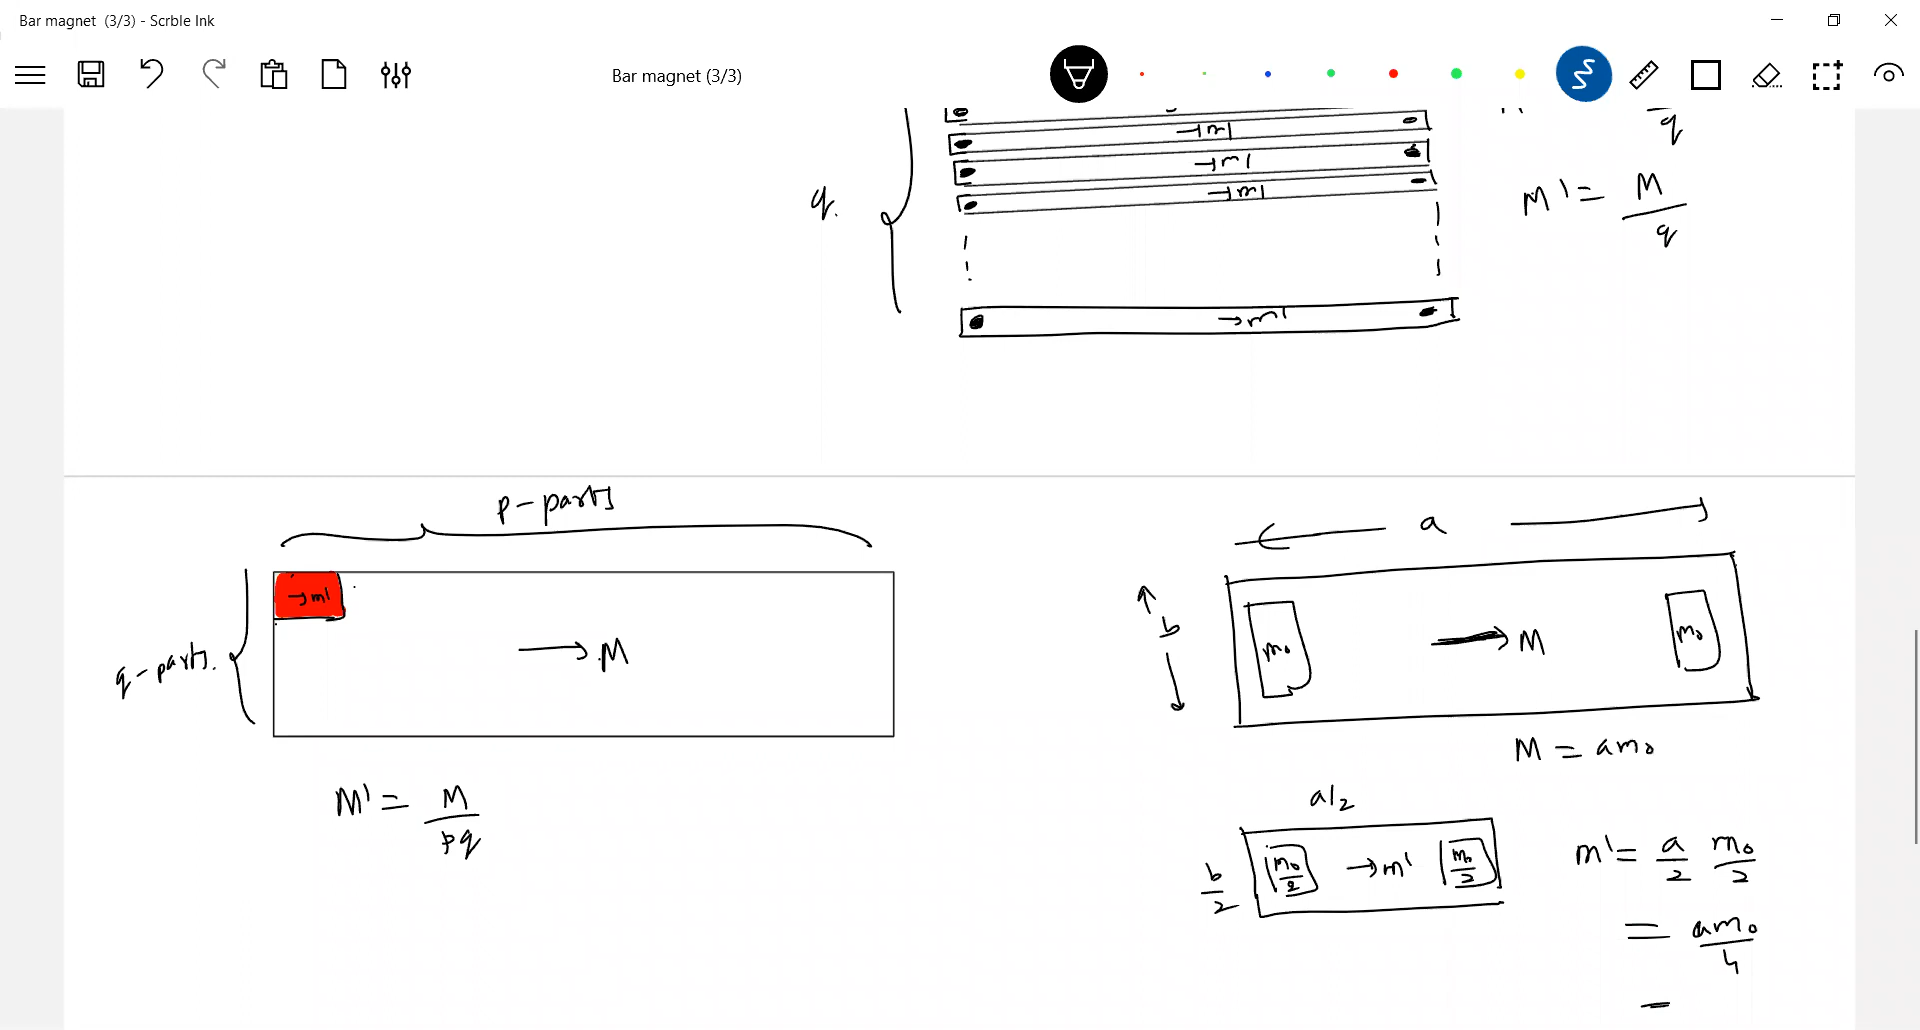 Bar magnet (3/3) - Scrble Ink
Bar magnet (3/3)
→m'
→m'
→m'
q
q.
M' = M/q
→m'
p-parts
a
→m'
q-parts.
→ M
b
m₀ → M m₀
M = am₀
M' = M/pq
a/2
b/2
m₀/2 → m' m₀/2
m' = a/2 m₀/2
= am₀/4
=